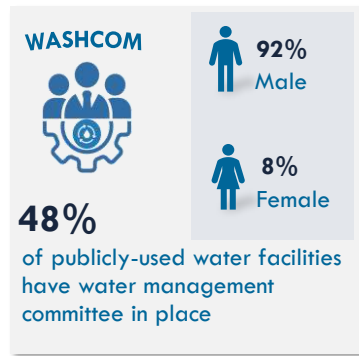 WASHCOM
92%
Male
8%
Female
48%
of publicly-used water facilities
have water management
committee in place